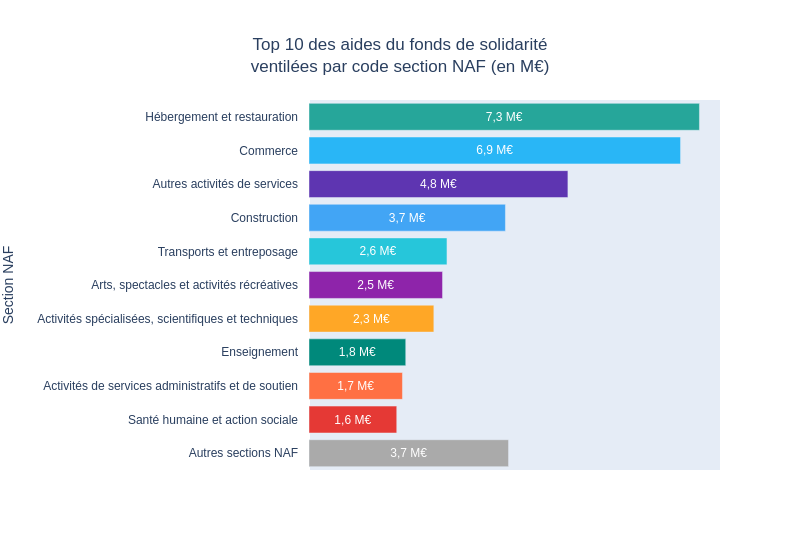 Top 10 des aides du fonds de solidarité
ventilées par code section NAF (en M€)
Section NAF
Hébergement et restauration 7,3 M€
Commerce 6,9 M€
Autres activités de services 4,8 M€
Construction 3,7 M€
Transports et entreposage 2,6 M€
Arts, spectacles et activités récréatives 2,5 M€
Activités spécialisées, scientifiques et techniques 2,3 M€
Enseignement 1,8 M€
Activités de services administratifs et de soutien 1,7 M€
Santé humaine et action sociale 1,6 M€
Autres sections NAF 3,7 M€